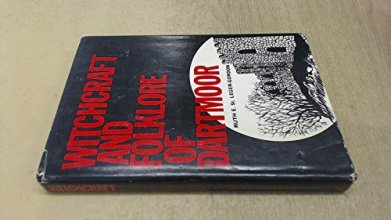 WITCHCRAFT
AND
FOLKLORE
OF
DARTMOOR
RUTH E. St. LEGER-GORDON
WITCHCRAFT